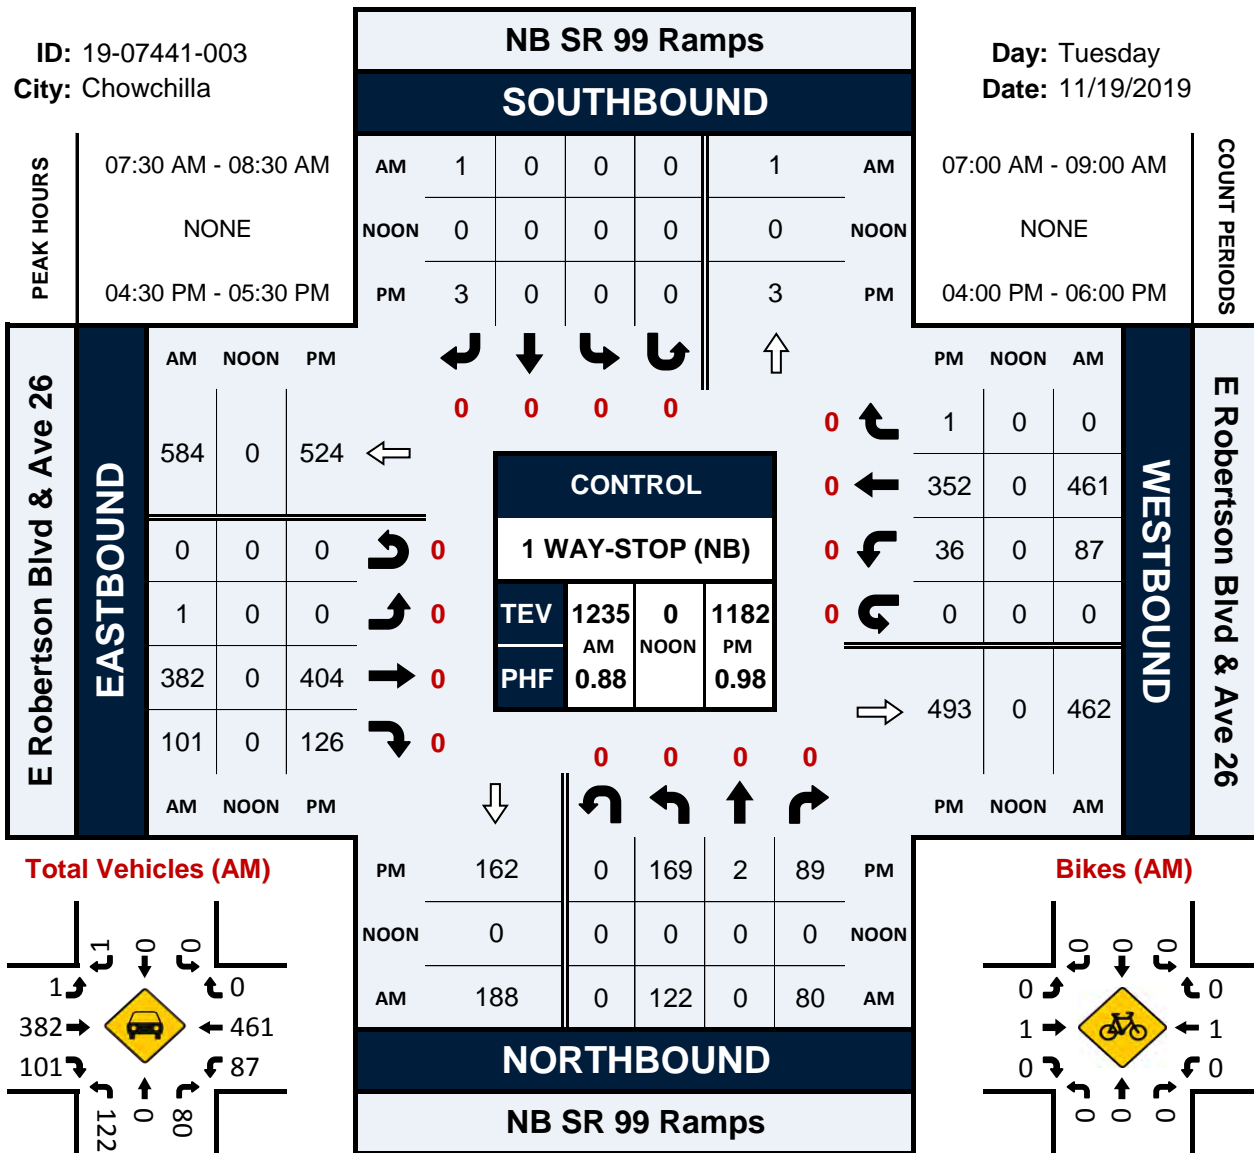 NB SR 99 Ramps
ID: 19-07441-003
Day: Tuesday
City: Chowchilla
Date: 11/19/2019
SOUTHBOUND
PEAK HOURS
07:30 AM - 08:30 AM
NONE
04:30 PM - 05:30 PM
AM 1 0 0 0 1 AM
NOON 0 0 0 0 0 NOON
PM 3 0 0 0 3 PM
07:00 AM - 09:00 AM
NONE
04:00 PM - 06:00 PM
COUNT PERIODS
0 0 0 0
E Robertson Blvd & Ave 26
EASTBOUND
AM NOON PM
584 0 524
0 0 0 0
1 0 0 0
382 0 404 0
101 0 126 0
AM NOON PM
CONTROL
1 WAY-STOP (NB)
TEV 1235 0 1182
AM NOON PM
PHF 0.88 0.98
PM NOON AM
0 1 0 0
0 352 0 461
0 36 0 87
0 0 0 0
493 0 462
PM NOON AM
WESTBOUND
E Robertson Blvd & Ave 26
0 0 0 0
PM 162 0 169 2 89 PM
NOON 0 0 0 0 0 NOON
AM 188 0 122 0 80 AM
NORTHBOUND
NB SR 99 Ramps
Total Vehicles (AM)
1 0 0
1 0
382 461
101 87
122 0 80
Bikes (AM)
0 0 0
0 0
1 1
0 0
0 0 0